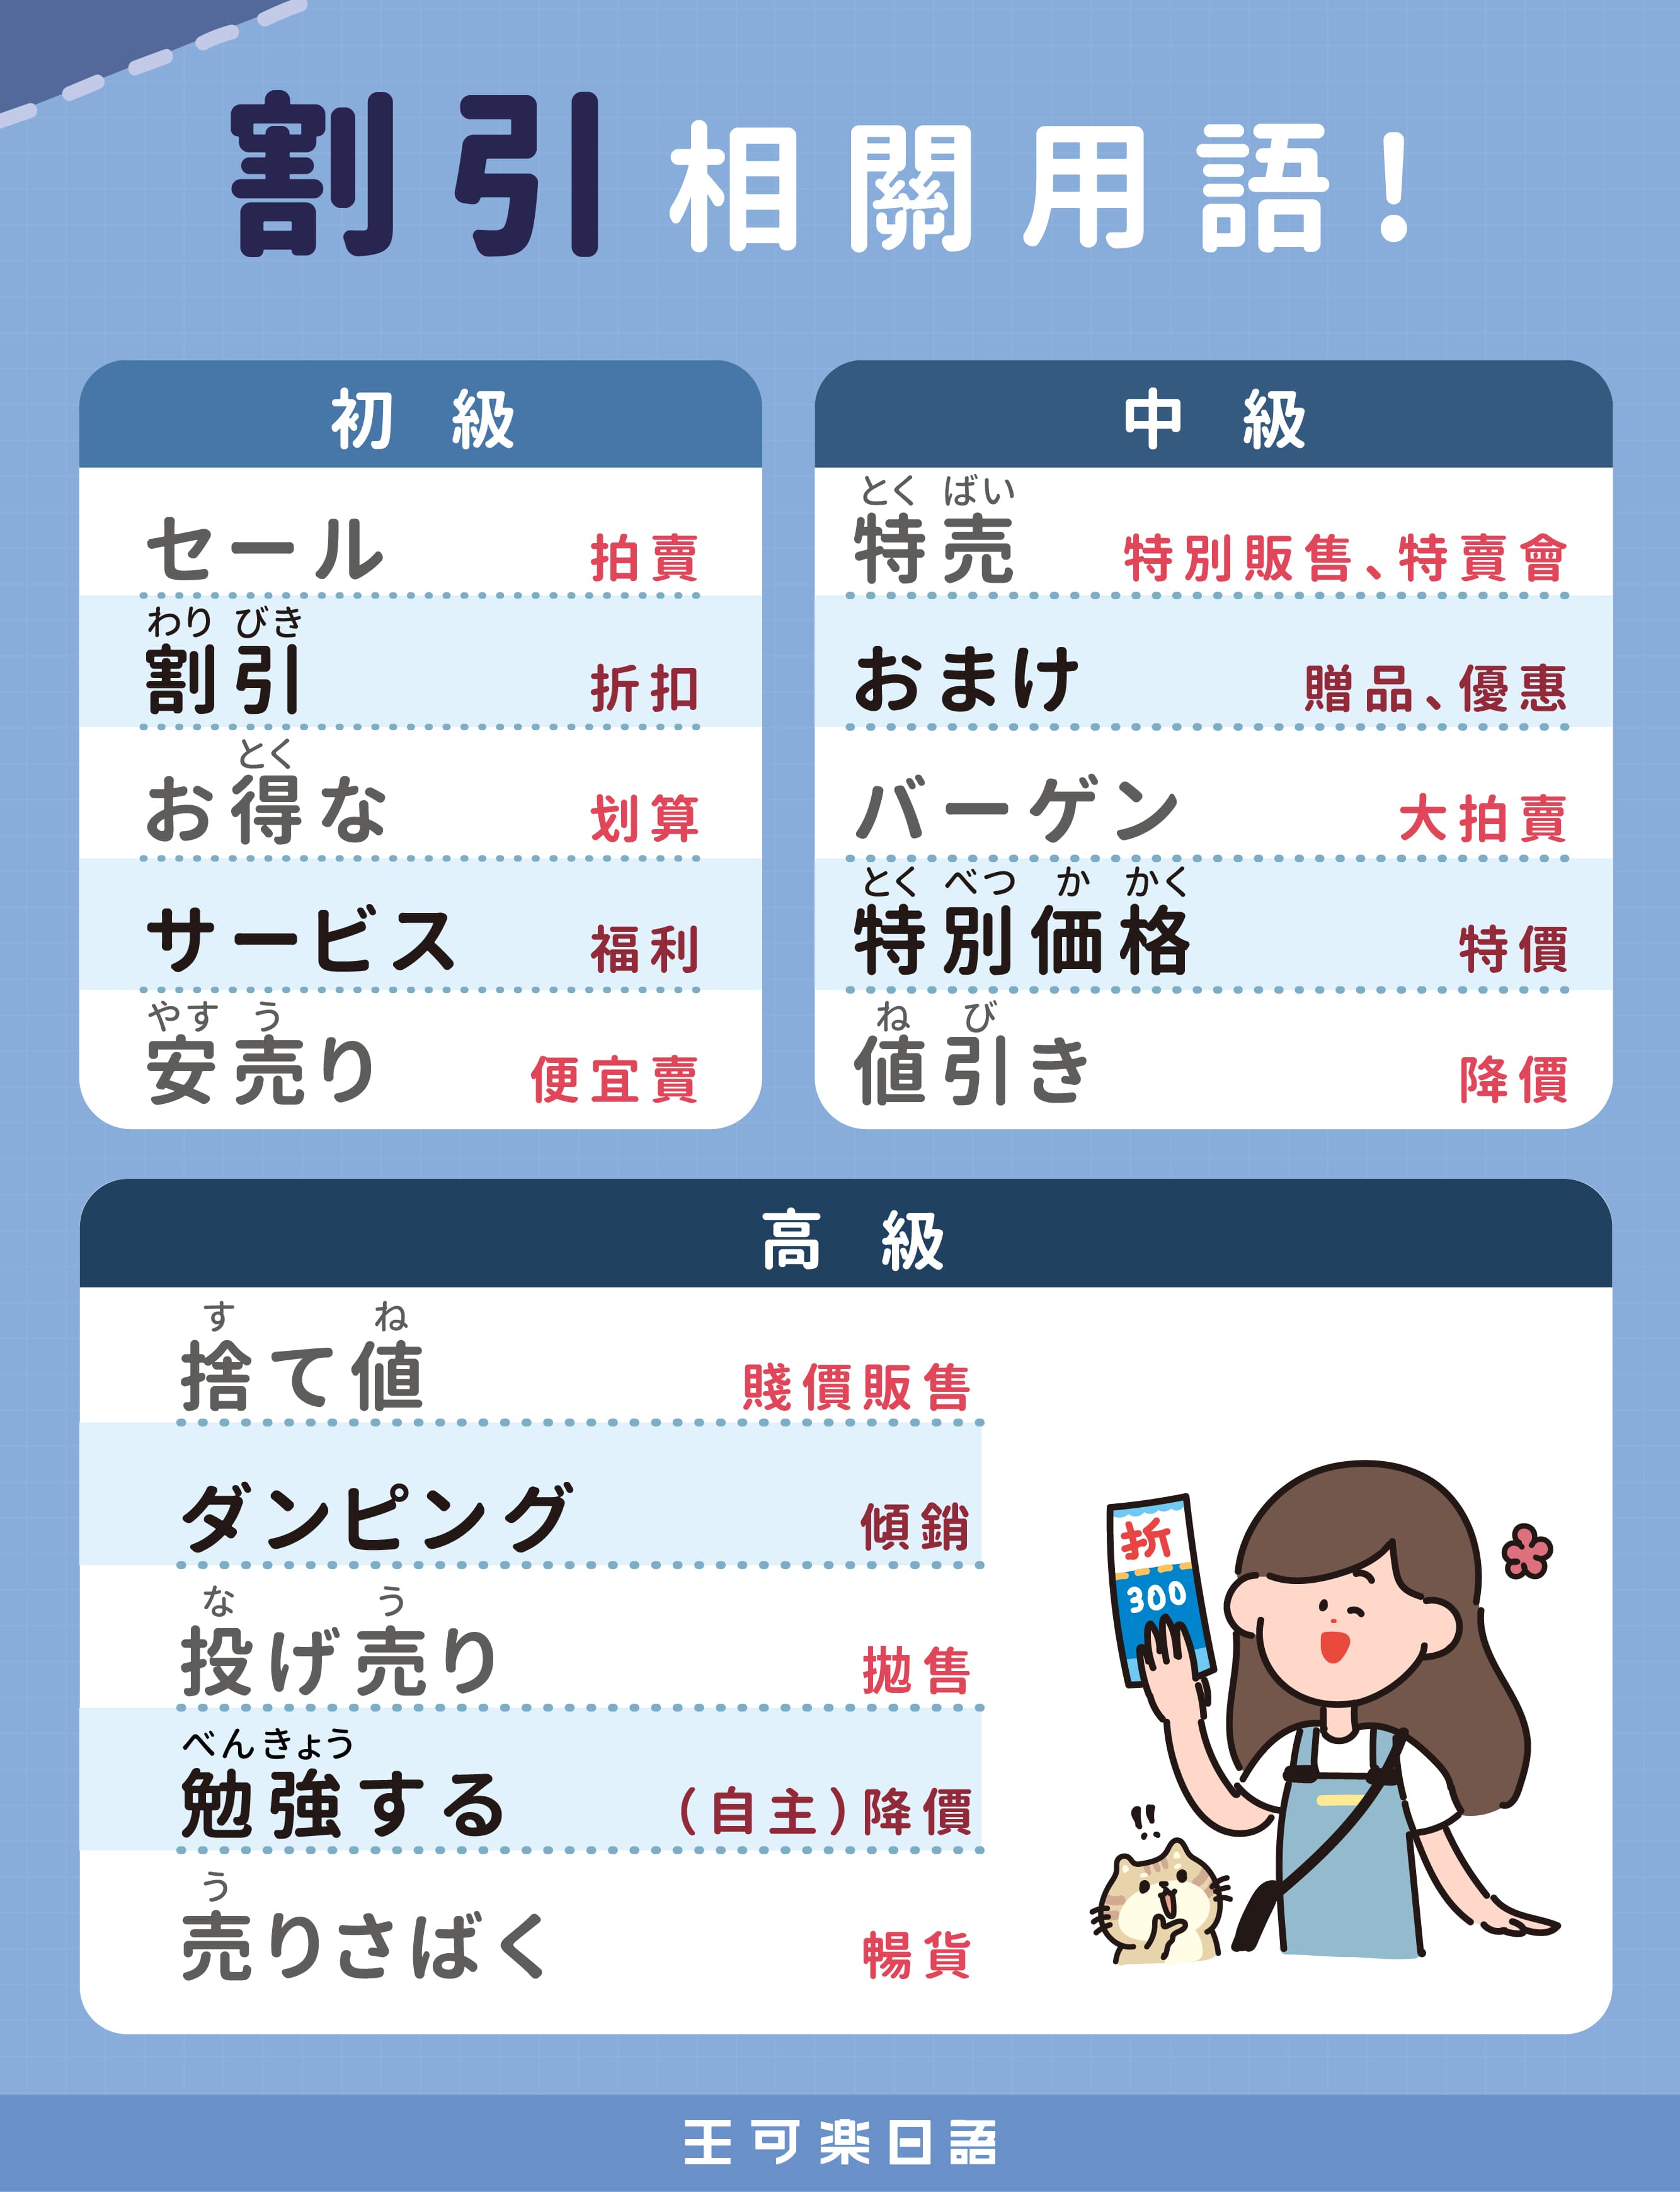 割引相關用語!
初級
セール 拍賣
わり びき
割引 折扣
とく
お得な 划算
サービス 福利
やす う
安売り 便宜賣
中級
とく ばい
特売 特別販售、特賣會
おまけ 贈品、優惠
バーゲン 大拍賣
とく べつ か かく
特別価格 特價
ね び
値引き 降價
高級
す ね
捨て値 賤價販售
ダンピング 傾銷
な う
投げ売り 拋售
べん きょう
勉強する (自主)降價
う
売りさばく 暢貨
折
300
!!
王可楽日語